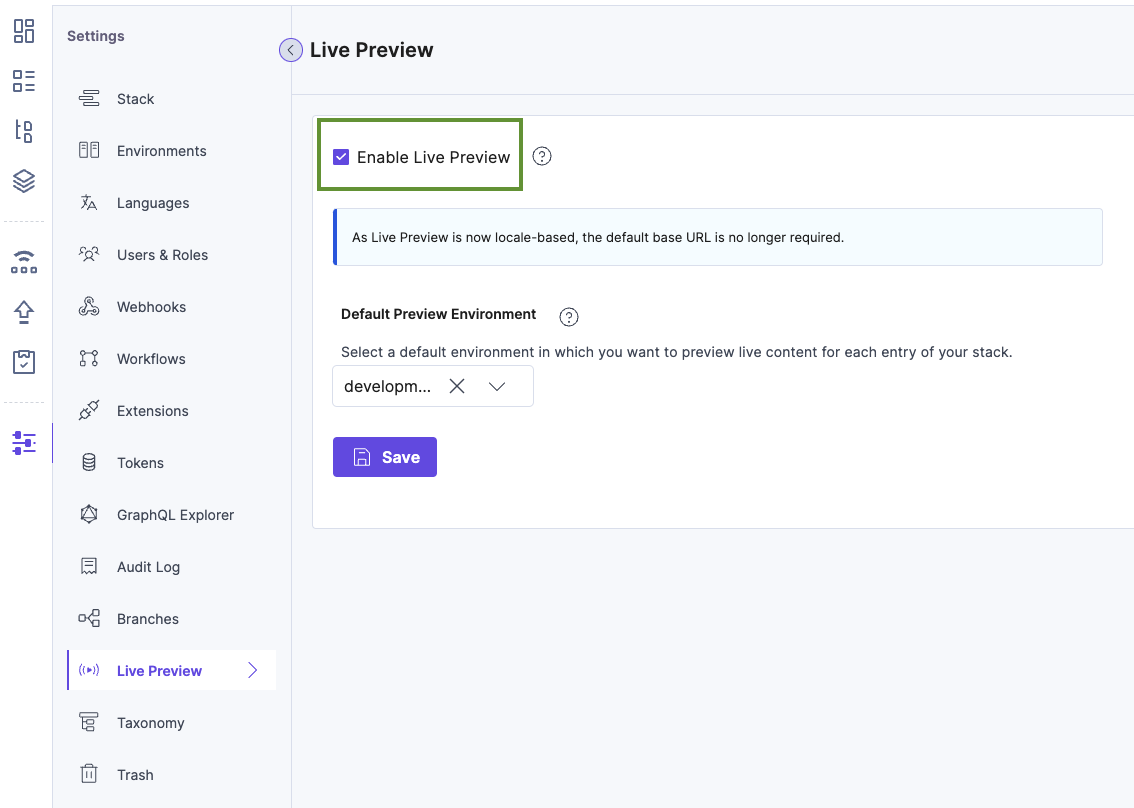 Settings
Stack
Environments
Languages
Users & Roles
Webhooks
Workflows
Extensions
Tokens
GraphQL Explorer
Audit Log
Branches
Live Preview
Taxonomy
Trash
Live Preview
Enable Live Preview
As Live Preview is now locale-based, the default base URL is no longer required.
Default Preview Environment
Select a default environment in which you want to preview live content for each entry of your stack.
developm...
Save